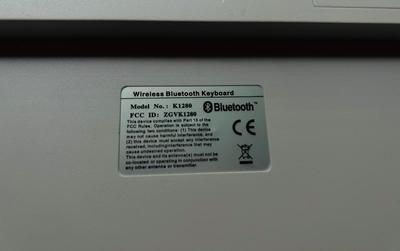 Wireless Bluetooth Keyboard
Model No.: K1280
FCC ID: ZGVK1280
Bluetooth™
This device complies with Part 15 of the
FCC Rules. Operation is subject to the
following two conditions: (1) This device
may not cause harmful interference, and
(2) this device must accept any interference
received, including interference that
may cause undesired operation.
This device and its antenna(s) must not be
co-located or operation in conjunction with
any other antenna or transmitter.
CE